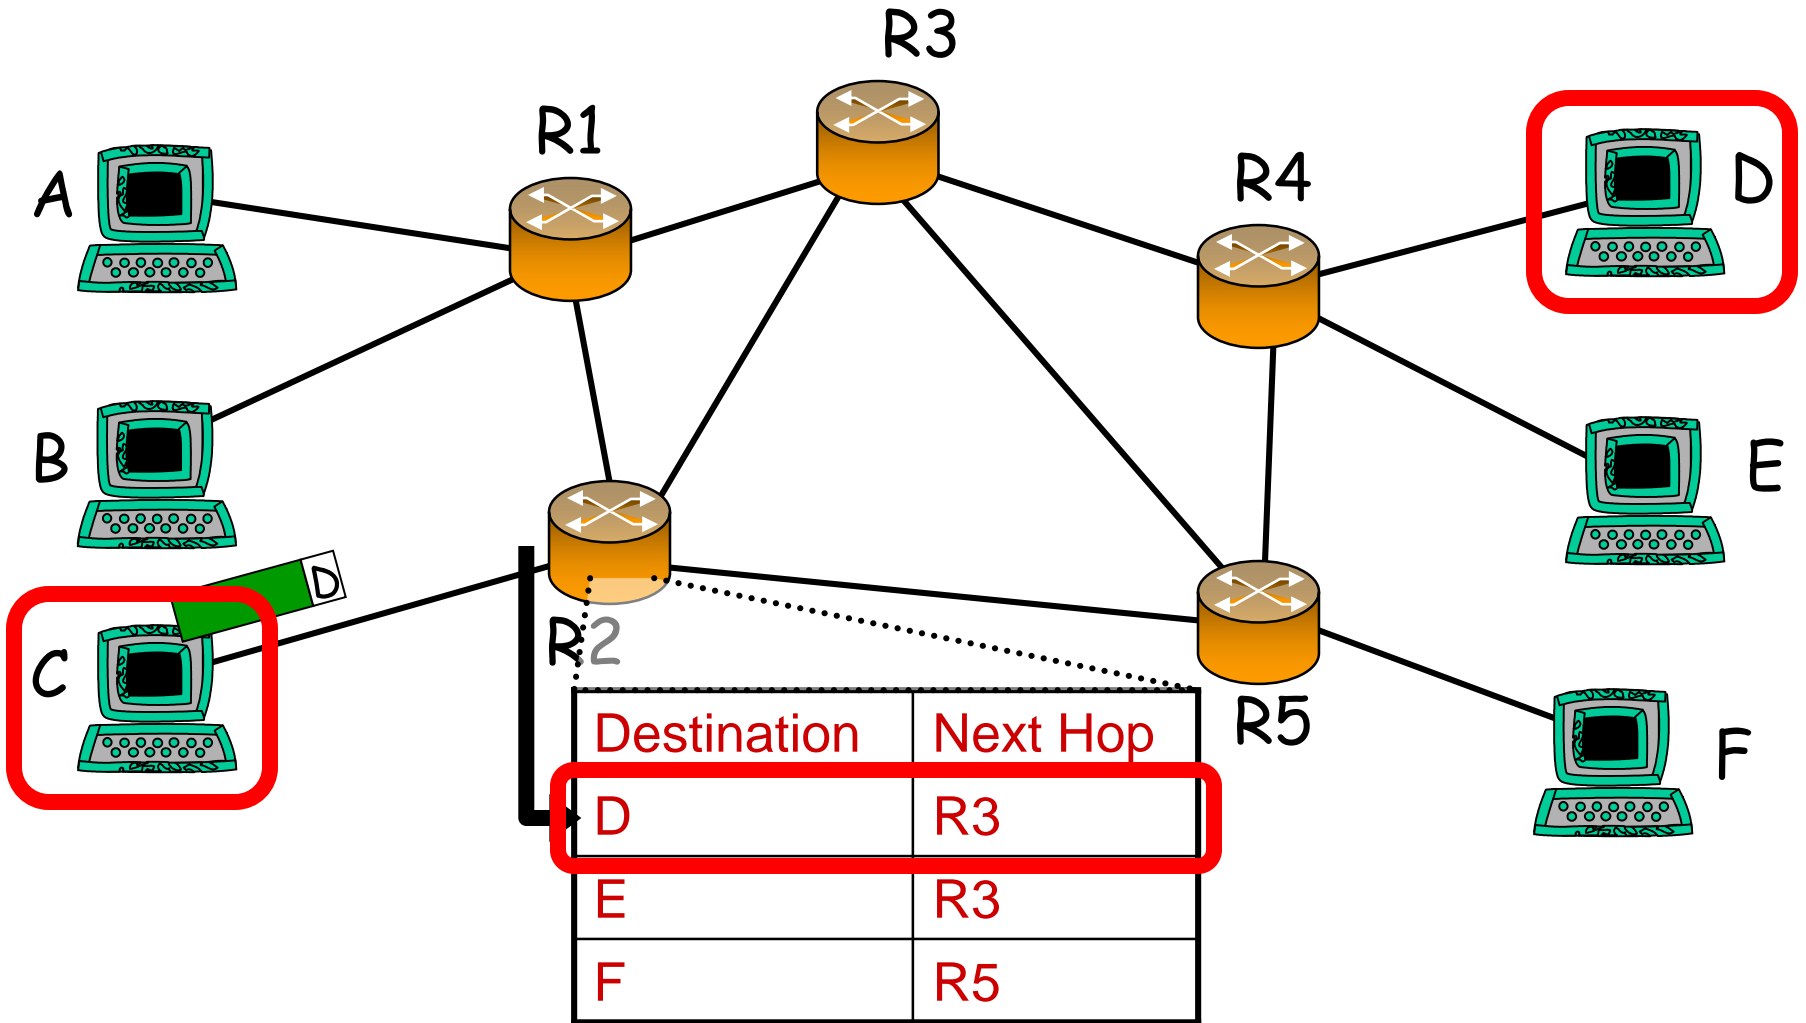 R3
R1
R4
A
D
B
E
D
C
R2
R5
F
Destination Next Hop
D R3
E R3
F R5